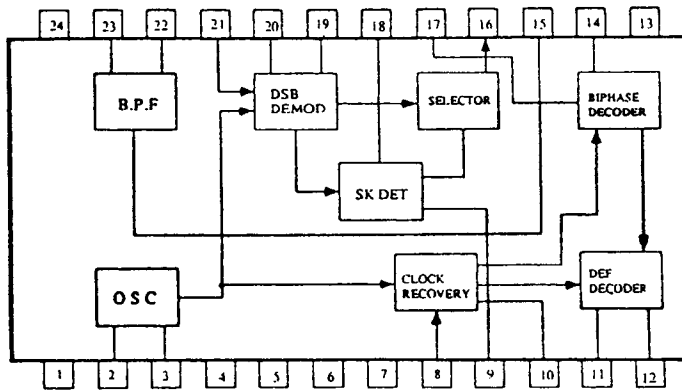 24 23 22 21 20 19 18 17 16 15 14 13
B.P.F
DSB
DEMOD
SELECTOR
BIPHASE
DECODER
SK DET
OSC
CLOCK
RECOVERY
DEF
DECODER
1 2 3 4 5 6 7 8 9 10 11 12